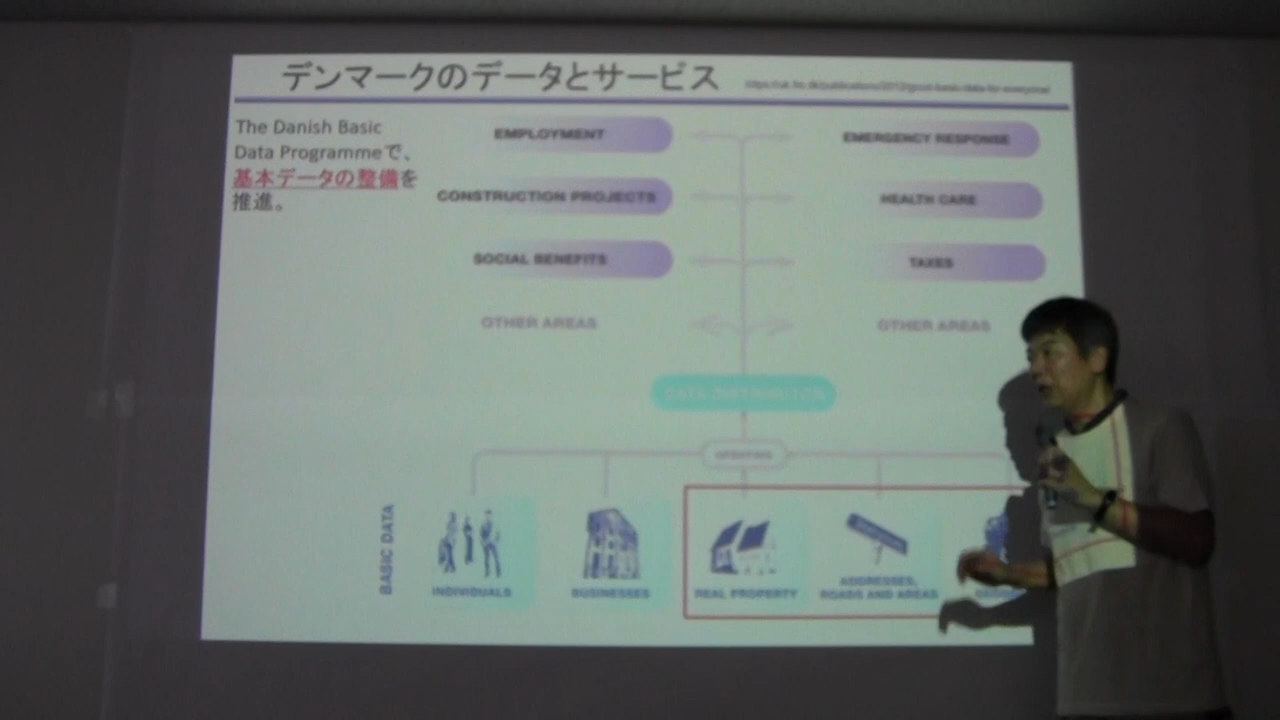 デンマークのデータとサービス
The Danish Basic
Data Programmeで、
基本データの整備を
推進。
EMPLOYMENT
EMERGENCY RESPONSE
CONSTRUCTION PROJECTS
HEALTH CARE
SOCIAL BENEFITS
TAXES
OTHER AREAS
OTHER AREAS
DATA DISTRIBUTOR
BASIC DATA
INDIVIDUALS
BUSINESSES
REAL PROPERTY
ADDRESSES,
ROADS AND AREAS